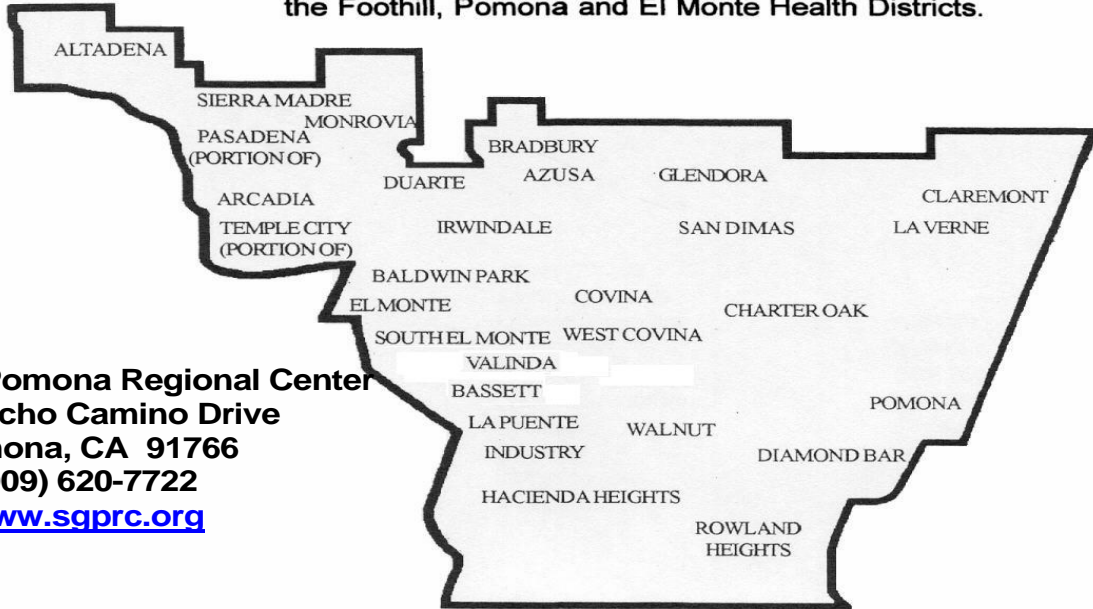 the Foothill, Pomona and El Monte Health Districts.
ALTADENA
SIERRA MADRE
MONROVIA
PASADENA
(PORTION OF)
BRADBURY
DUARTE
AZUSA
GLENDORA
CLAREMONT
ARCADIA
TEMPLE CITY
(PORTION OF)
IRWINDALE
SAN DIMAS
LA VERNE
BALDWIN PARK
COVINA
EL MONTE
CHARTER OAK
SOUTH EL MONTE
WEST COVINA
VALINDA
BASSETT
POMONA
LA PUENTE
WALNUT
INDUSTRY
DIAMOND BAR
HACIENDA HEIGHTS
ROWLAND
HEIGHTS
Pomona Regional Center
cho Camino Drive
ona, CA 91766
09) 620-7722
ww.sgprc.org